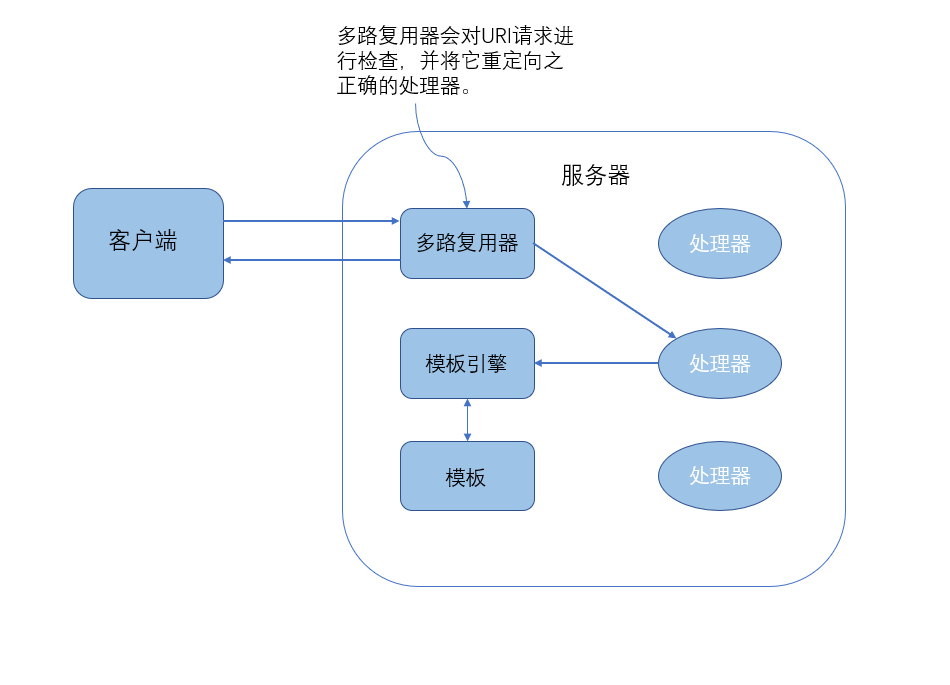 多路复用器会对URI请求进
行检查，并将它重定向之
正确的处理器。
服务器
客户端
多路复用器
处理器
模板引擎
处理器
模板
处理器